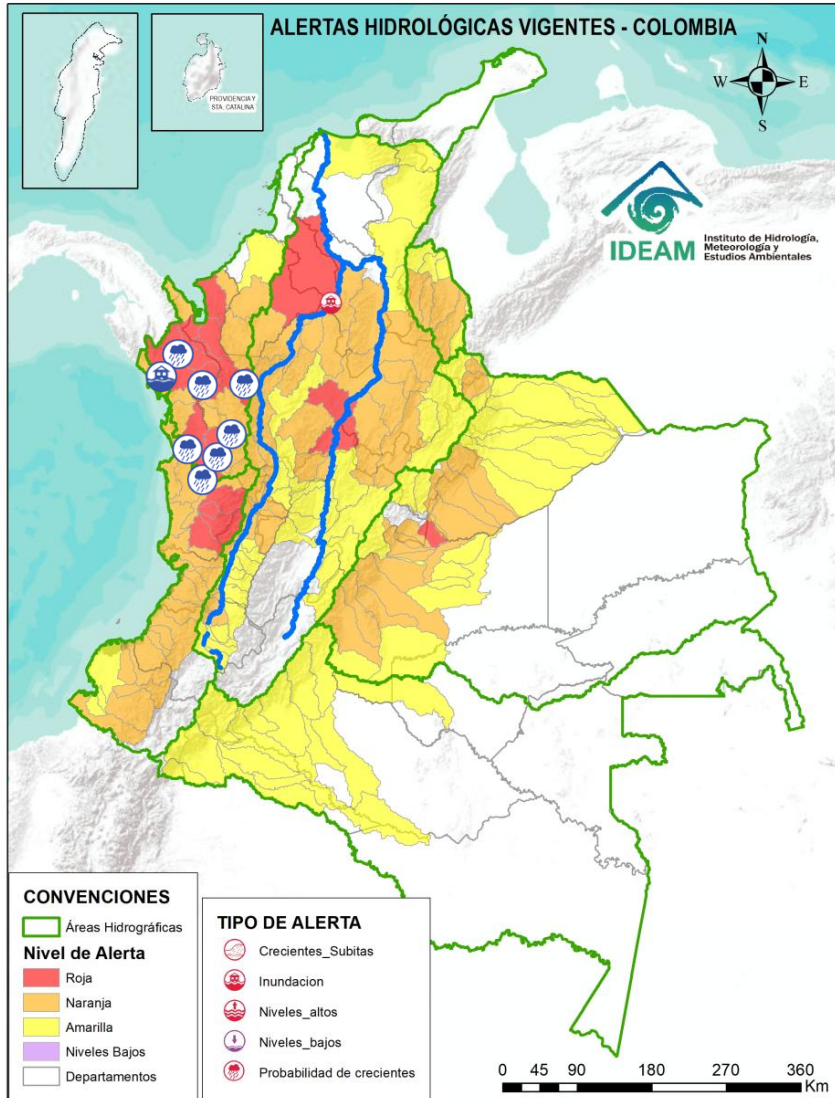 ALERTAS HIDROLÓGICAS VIGENTES - COLOMBIA
PROVIDENCIA Y
STA. CATALINA
N
W
E
S
IDEAM
Instituto de Hidrología,
Meteorología y
Estudios Ambientales
CONVENCIONES
Áreas Hidrográficas
Nivel de Alerta
Roja
Naranja
Amarilla
Niveles Bajos
Departamentos
TIPO DE ALERTA
Crecientes_Subitas
Inundacion
Niveles_altos
Niveles_bajos
Probabilidad de crecientes
0 45 90 180 270 360
Km